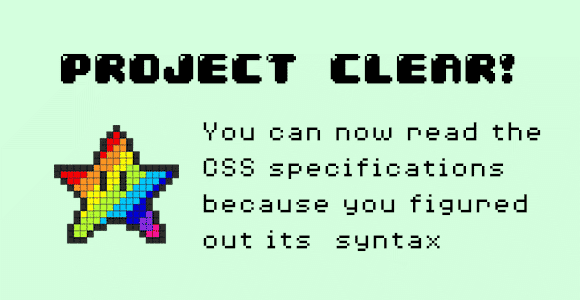 PROJECT CLEAR!
You can now read the
CSS specifications
because you figured
out its syntax